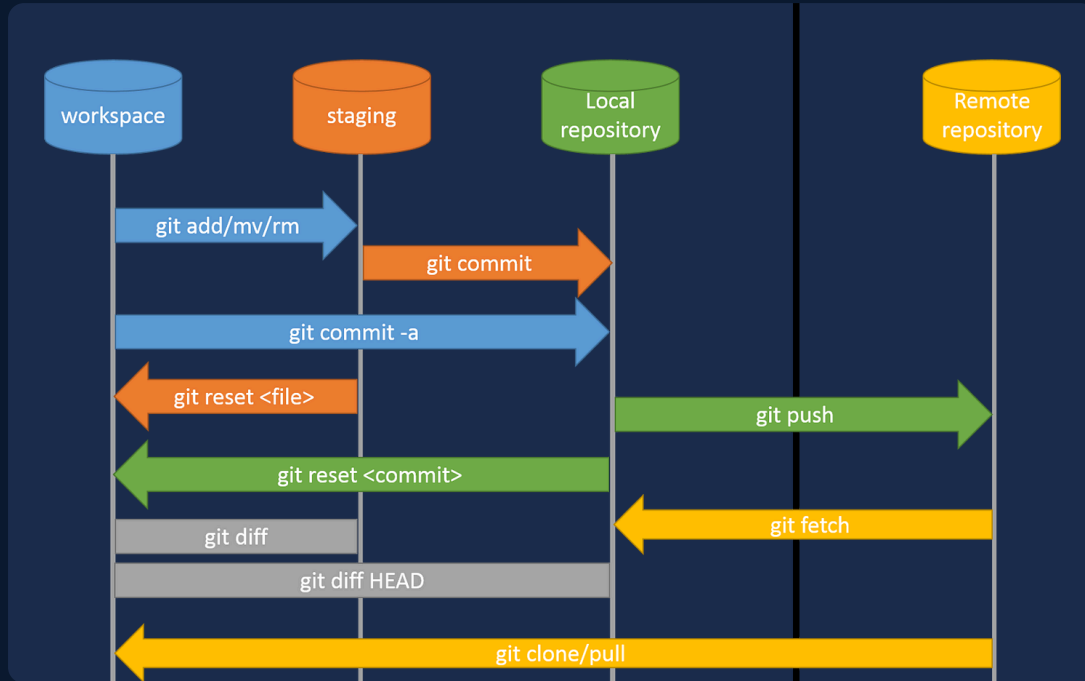 workspace
staging
Local
repository
Remote
repository
git add/mv/rm
git commit
git commit -a
git reset <file>
git push
git reset <commit>
git fetch
git diff
git diff HEAD
git clone/pull